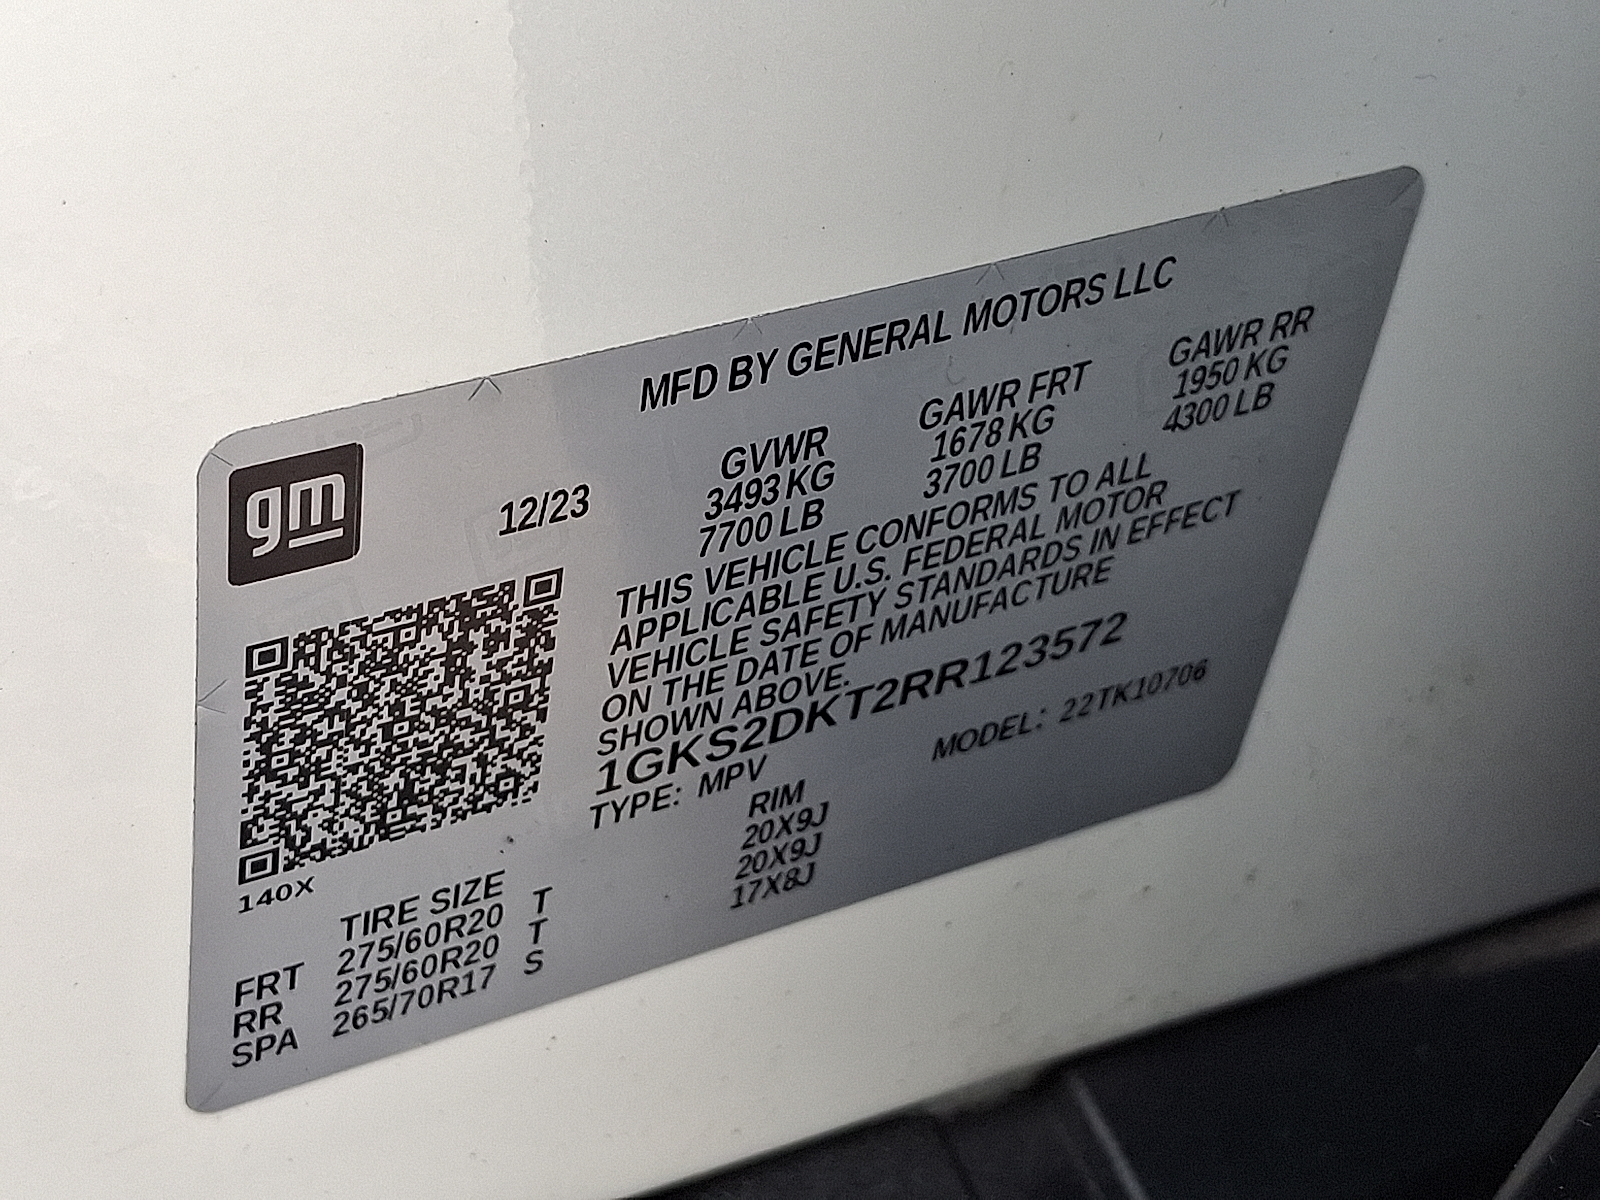 MFD BY GENERAL MOTORS LLC
gm
12/23
GVWR GAWR FRT GAWR RR
3493 KG 1678 KG 1950 KG
7700 LB 3700 LB 4300 LB
THIS VEHICLE CONFORMS TO ALL
APPLICABLE U.S. FEDERAL MOTOR
VEHICLE SAFETY STANDARDS IN EFFECT
ON THE DATE OF MANUFACTURE
SHOWN ABOVE.
1GKS2DKT2RR123572
TYPE: MPV MODEL: 22TK10706
140X
TIRE SIZE RIM
FRT 275/60R20 T 20X9J
RR 275/60R20 T 20X9J
SPA 265/70R17 S 17X8J